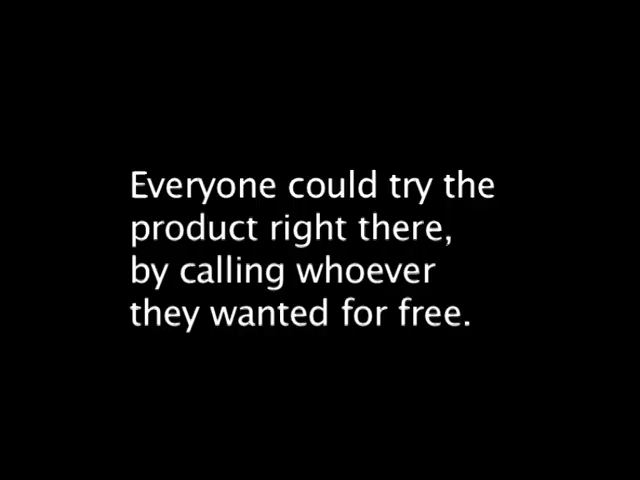 Everyone could try the
product right there,
by calling whoever
they wanted for free.